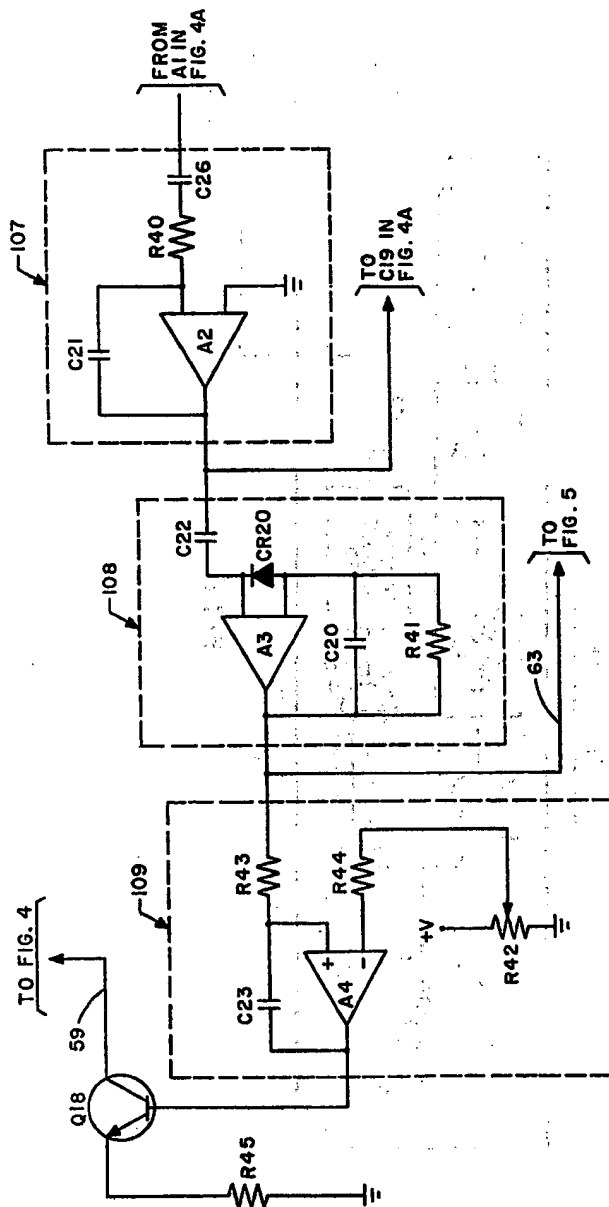 TO FIG. 4
59
Q18
R45
109
C23
R43
+
-
A4
R44
+V
R42
108
C22
CR20
A3
C20
R41
63
TO
FIG. 5
107
C21
R40
C26
A2
FROM
A1 IN
FIG. 4A
TO
C19 IN
FIG. 4A